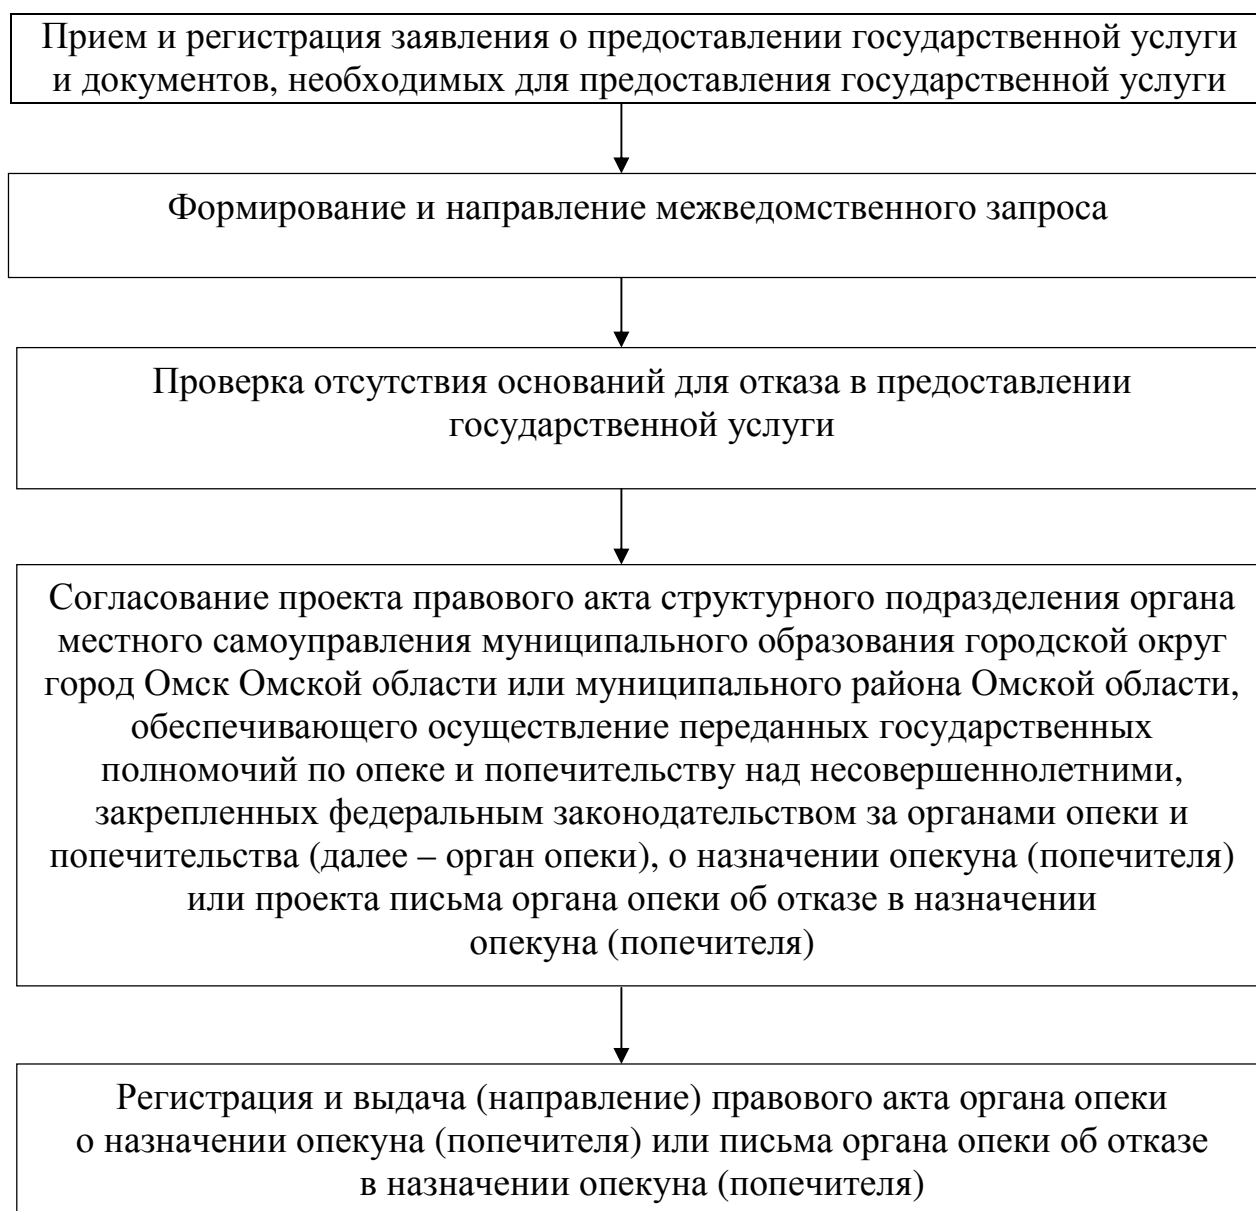 Прием и регистрация заявления о предоставлении государственной услуги
и документов, необходимых для предоставления государственной услуги
Формирование и направление межведомственного запроса
Проверка отсутствия оснований для отказа в предоставлении
государственной услуги
Согласование проекта правового акта структурного подразделения органа
местного самоуправления муниципального образования городской округ
город Омск Омской области или муниципального района Омской области,
обеспечивающего осуществление переданных государственных
полномочий по опеке и попечительству над несовершеннолетними,
закрепленных федеральным законодательством за органами опеки и
попечительства (далее – орган опеки), о назначении опекуна (попечителя)
или проекта письма органа опеки об отказе в назначении
опекуна (попечителя)
Регистрация и выдача (направление) правового акта органа опеки
о назначении опекуна (попечителя) или письма органа опеки об отказе
в назначении опекуна (попечителя)